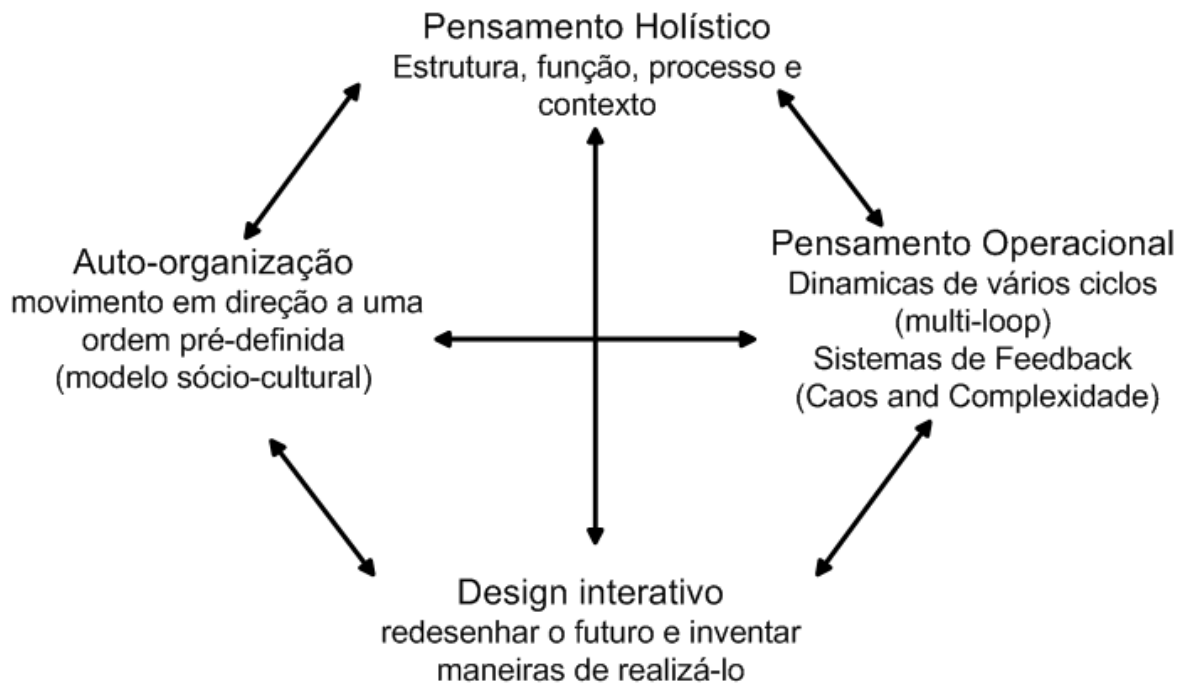 Pensamento Holístico
Estrutura, função, processo e
contexto
Auto-organização
movimento em direção a uma
ordem pré-definida
(modelo sócio-cultural)
Pensamento Operacional
Dinamicas de vários ciclos
(multi-loop)
Sistemas de Feedback
(Caos and Complexidade)
Design interativo
redesenhar o futuro e inventar
maneiras de realizá-lo